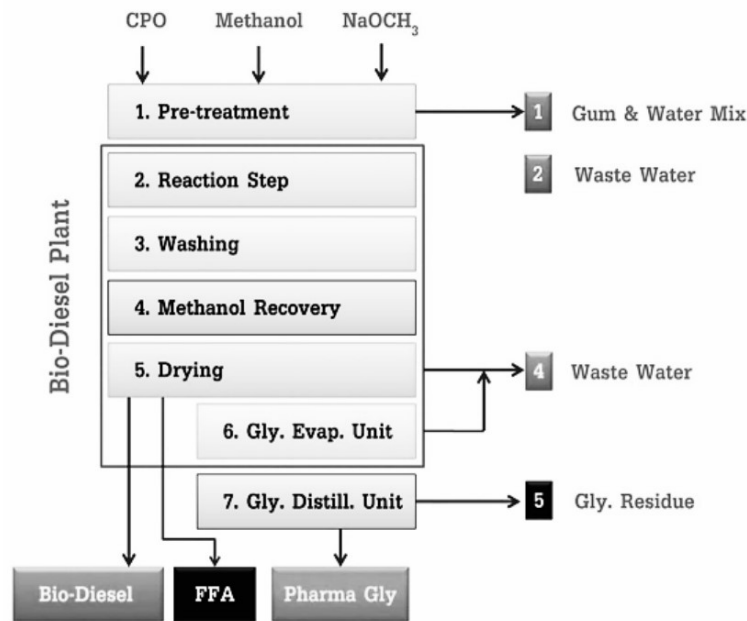 CPO Methanol NaOCH₃
1. Pre-treatment
1 Gum & Water Mix
2. Reaction Step
2 Waste Water
3. Washing
4. Methanol Recovery
5. Drying
4 Waste Water
6. Gly. Evap. Unit
7. Gly. Distill. Unit
5 Gly. Residue
Bio-Diesel Plant
Bio-Diesel FFA Pharma Gly